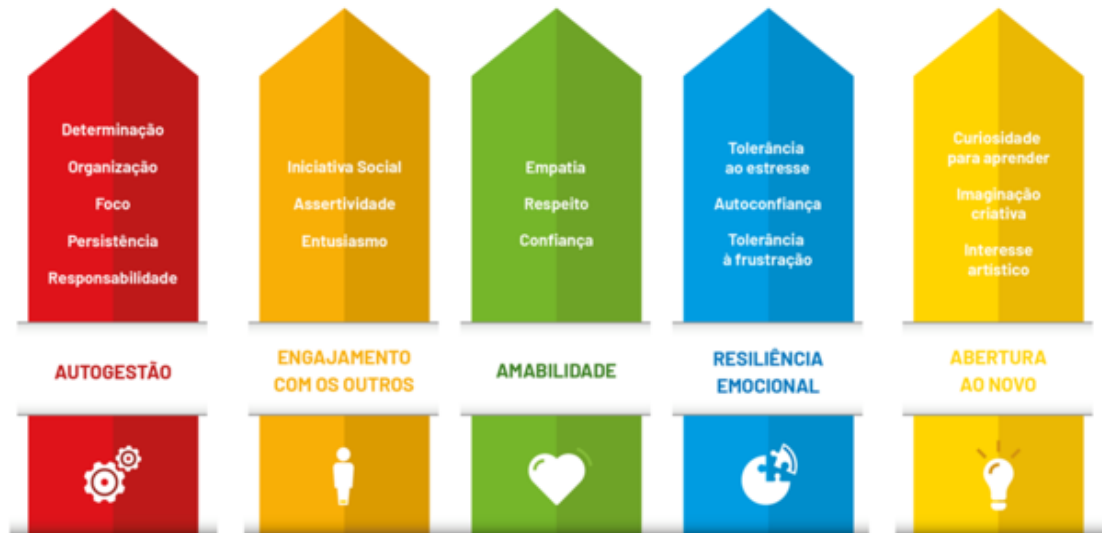 Determinação
Organização
Foco
Persistência
Responsabilidade
AUTOGESTÃO
Iniciativa Social
Assertividade
Entusiasmo
ENGAJAMENTO
COM OS OUTROS
Empatia
Respeito
Confiança
AMABILIDADE
Tolerância
ao estresse
Autoconfiança
Tolerância
à frustração
RESILIÊNCIA
EMOCIONAL
Curiosidade
para aprender
Imaginação
criativa
Interesse
artístico
ABERTURA
AO NOVO